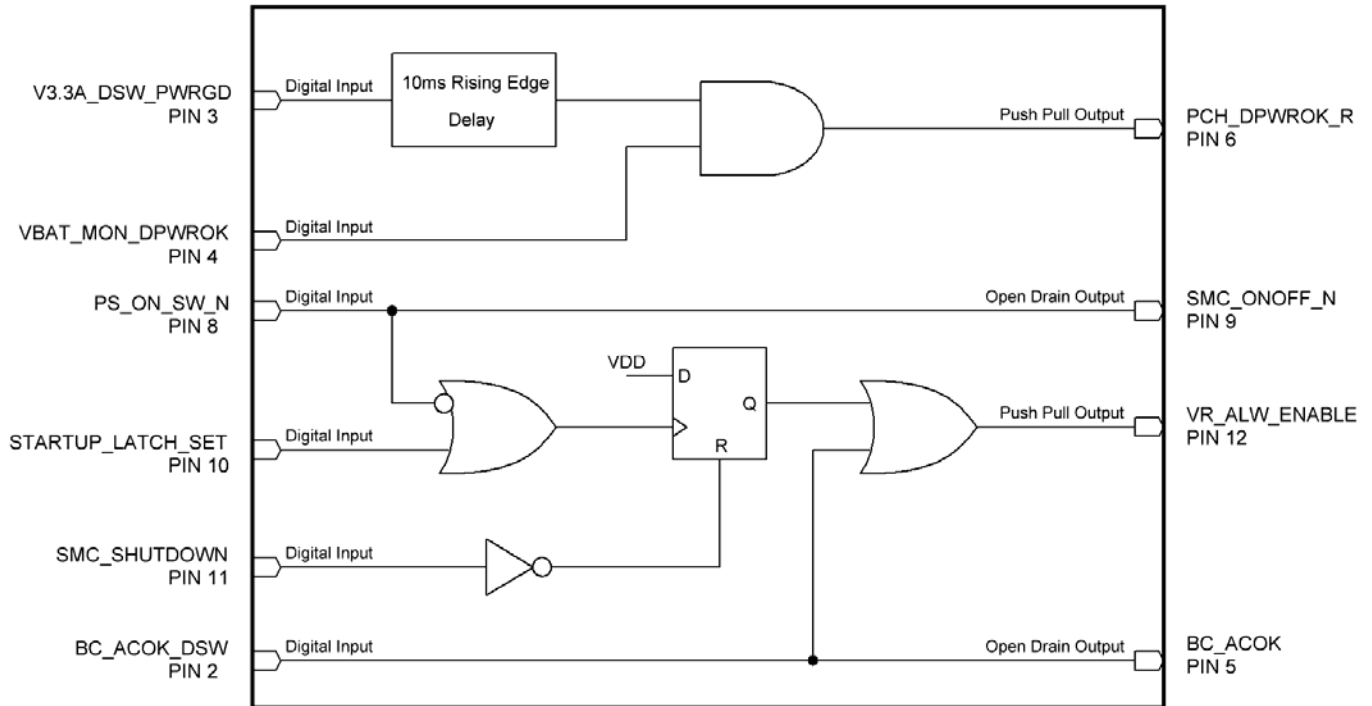 V3.3A_DSW_PWRGD
PIN 3
Digital Input
10ms Rising Edge
Delay
Push Pull Output
PCH_DPWROK_R
PIN 6
VBAT_MON_DPWROK
PIN 4
Digital Input
PS_ON_SW_N
PIN 8
Digital Input
Open Drain Output
SMC_ONOFF_N
PIN 9
VDD
D
Q
R
STARTUP_LATCH_SET
PIN 10
Digital Input
Push Pull Output
VR_ALW_ENABLE
PIN 12
SMC_SHUTDOWN
PIN 11
Digital Input
BC_ACOK_DSW
PIN 2
Digital Input
Open Drain Output
BC_ACOK
PIN 5